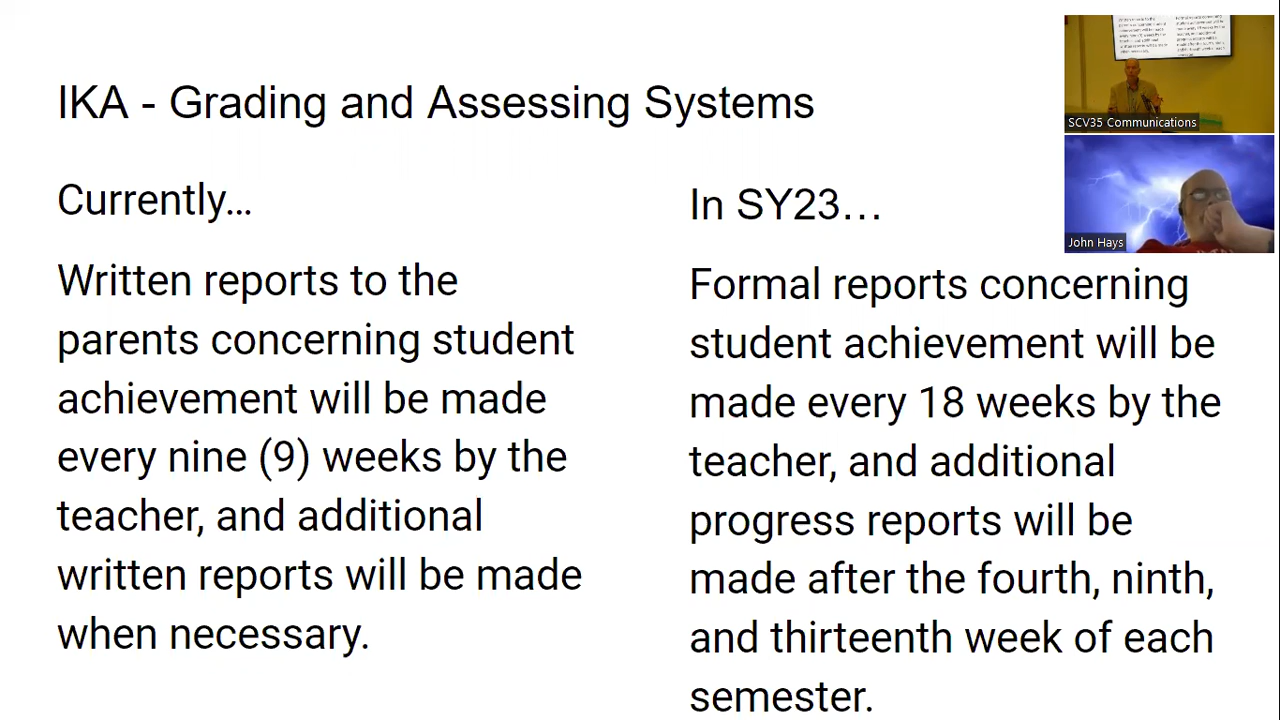 IKA - Grading and Assessing Systems
Currently...
Written reports to the
parents concerning student
achievement will be made
every nine (9) weeks by the
teacher, and additional
written reports will be made
when necessary.
In SY23...
Formal reports concerning
student achievement will be
made every 18 weeks by the
teacher, and additional
progress reports will be
made after the fourth, ninth,
and thirteenth week of each
semester.
SCV35 Communications
John Hays